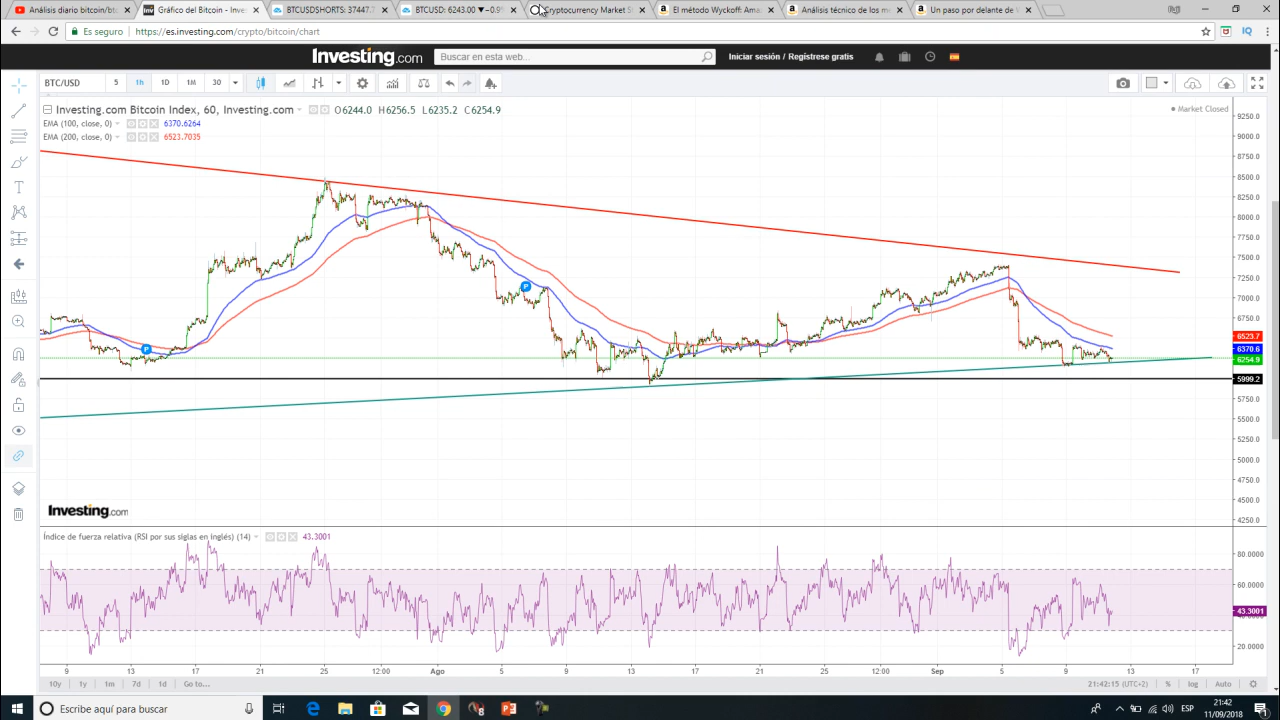 Análisis diario bitcoin/btc
Gráfico del Bitcoin - Inves
BTCUSDSHORTS: 37447.7
BTCUSD: 6243.00 ▼−0.9
Cryptocurrency Market St
El método Wyckoff: Ama
Análisis técnico de los me
Un paso por delante de W
Es seguro
https://es.investing.com/crypto/bitcoin/chart
Investing.com
Buscar en esta web...
Iniciar sesión / Regístrese gratis
BTC/USD 5 1h 1D 1M 30
Investing.com Bitcoin Index, 60, Investing.com O6244.0 H6256.5 L6235.2 C6254.9
Market Closed
EMA (100, close, 0) 6370.6264
EMA (200, close, 0) 6523.7035
9250.0
9000.0
8750.0
8500.0
8250.0
8000.0
7750.0
7500.0
7250.0
7000.0
6750.0
6523.7
6370.6
6254.9
5999.2
5750.0
5500.0
5250.0
5000.0
4750.0
4500.0
4250.0
P
P
Investing.com
Índice de fuerza relativa (RSI por sus siglas en inglés) (14) 43.3001
80.0000
60.0000
43.3001
20.0000
9 13 17 21 25 12:00 Ago 5 9 13 17 21 25 12:00 Sep 5 9 13 17
10y 1y 1m 7d 1d Go to...
21:42:15 (UTC+2) % log Auto
Escribe aquí para buscar
ESP
21:42
11/09/2018